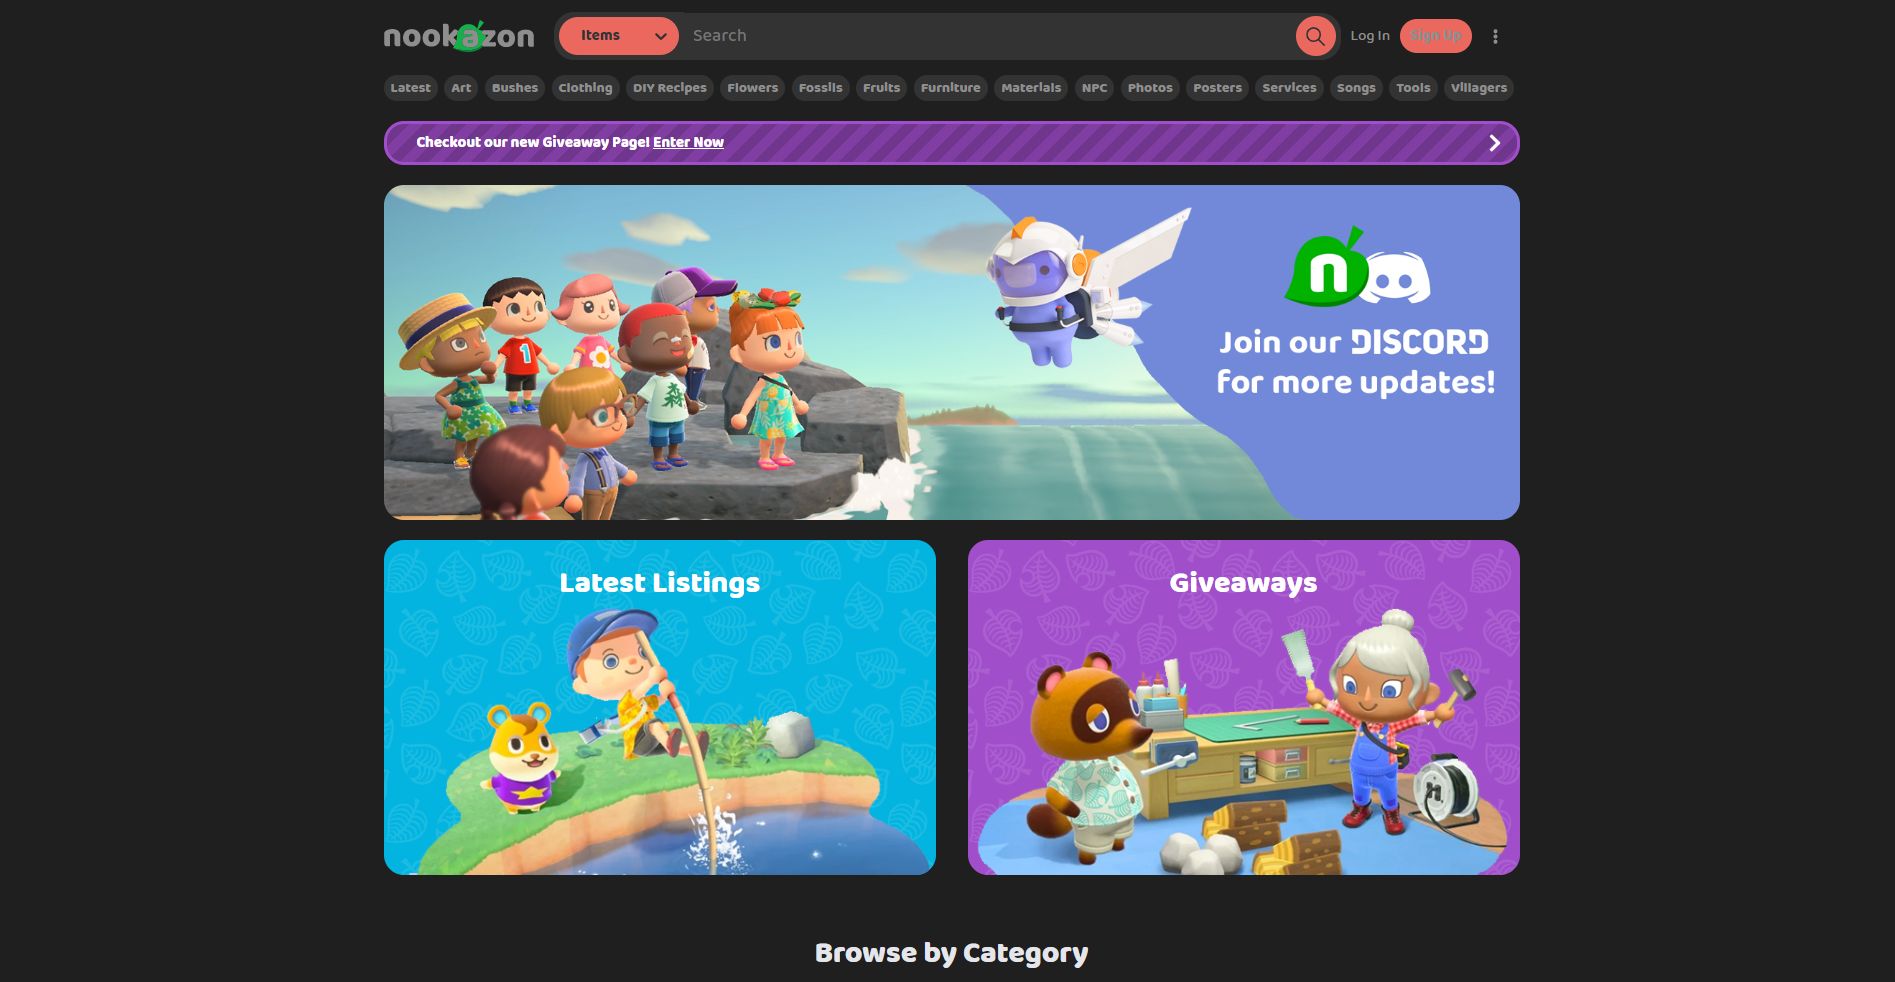 nookazon
Items
Search
Log In
Sign Up
Latest
Art
Bushes
Clothing
DIY Recipes
Flowers
Fossils
Fruits
Furniture
Materials
NPC
Photos
Posters
Services
Songs
Tools
Villagers
Checkout our new Giveaway Page! Enter Now
1
n
Join our DISCORD
for more updates!
Latest Listings
Giveaways
Browse by Category